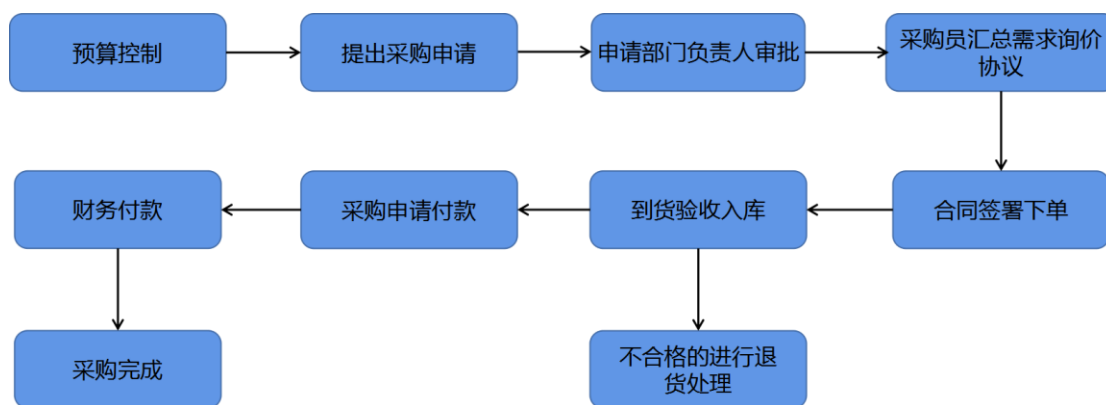 预算控制
提出采购申请
申请部门负责人审批
采购员汇总需求询价
协议
财务付款
采购申请付款
到货验收入库
合同签署下单
采购完成
不合格的进行退
货处理